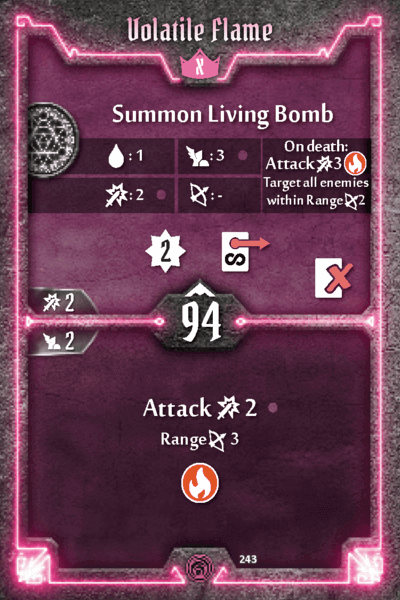 Volatile Flame
X
Summon Living Bomb
: 1
: 3
On death:
Attack 3
: 2
: -
Target all enemies
within Range 2
2
S
2
94
2
Attack 2
Range 3
243